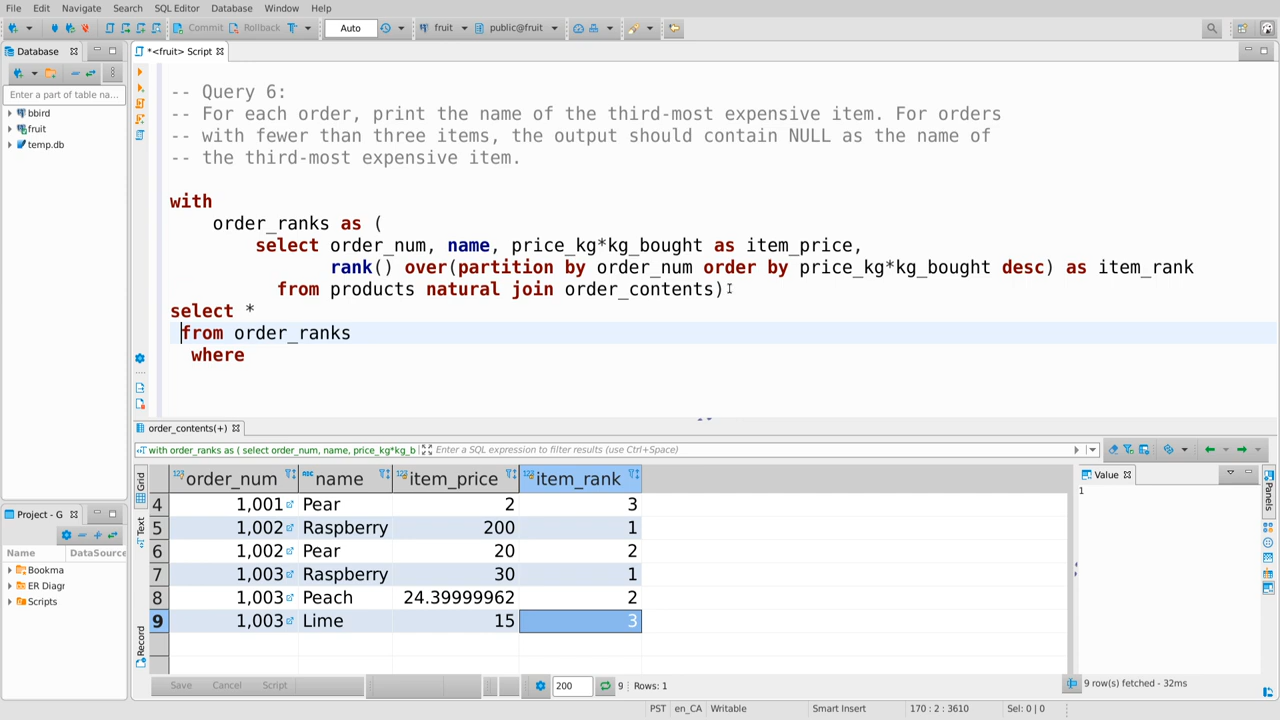 File Edit Navigate Search SQL Editor Database Window Help
Commit Rollback Auto fruit public@fruit
Database *<fruit> Script
Enter a part of table na...
bbird
fruit
temp.db
-- Query 6:
-- For each order, print the name of the third-most expensive item. For orders
-- with fewer than three items, the output should contain NULL as the name of
-- the third-most expensive item.
with
order_ranks as (
select order_num, name, price_kg*kg_bought as item_price,
rank() over(partition by order_num order by price_kg*kg_bought desc) as item_rank
from products natural join order_contents)
select *
from order_ranks
where
order_contents(+)
with order_ranks as ( select order_num, name, price_kg*kg_b Enter a SQL expression to filter results (use Ctrl+Space)
Grid
Text
Record
order_num name item_price item_rank
4 1,001 Pear 2 3
5 1,002 Raspberry 200 1
6 1,002 Pear 20 2
7 1,003 Raspberry 30 1
8 1,003 Peach 24.39999962 2
9 1,003 Lime 15 3
Value
1
Panels
Project - G
Name DataSource
Bookma
ER Diagr
Scripts
Save Cancel Script 200 9 Rows: 1
9 row(s) fetched - 32ms
PST en_CA Writable Smart Insert 170 : 2 : 3610 Sel: 0 | 0